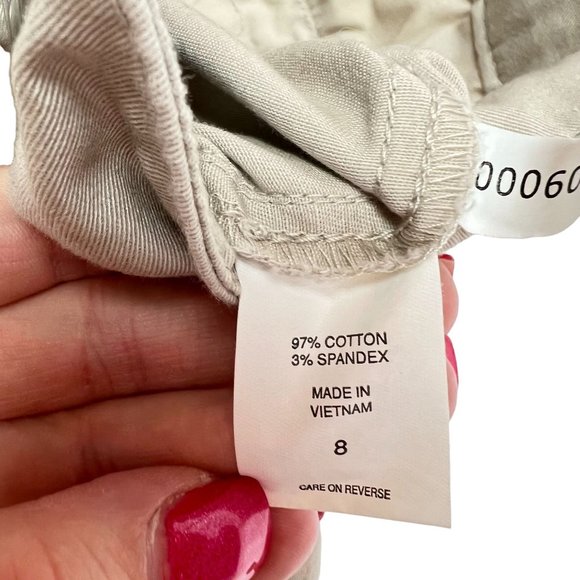 00060
97% COTTON
3% SPANDEX
MADE IN
VIETNAM
8
CARE ON REVERSE